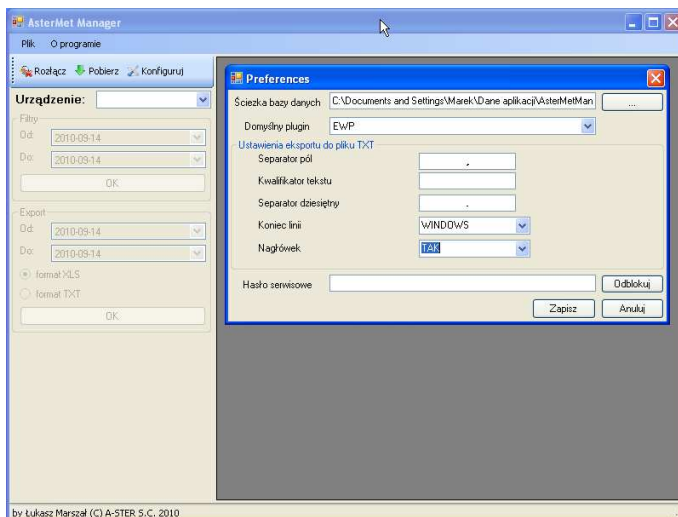 AsterMet Manager
Plik O programie
Rozłącz Pobierz Konfiguruj
Urządzenie:
Filtry
Od: 2010-09-14
Do: 2010-09-14
OK
Export
Od: 2010-09-14
Do: 2010-09-14
format XLS
format TXT
OK
Preferences
Ścieżka bazy danych C:\Documents and Settings\Marek\Dane aplikacji\AsterMetMan ...
Domyślny plugin EWP
Ustawienia eksportu do pliku TXT
Separator pól ,
Kwalifikator tekstu
Separator dziesiętny .
Koniec linii WINDOWS
Nagłówek TAK
Hasło serwisowe Odblokuj
Zapisz Anuluj
by Łukasz Marszał (C) A-STER S.C. 2010